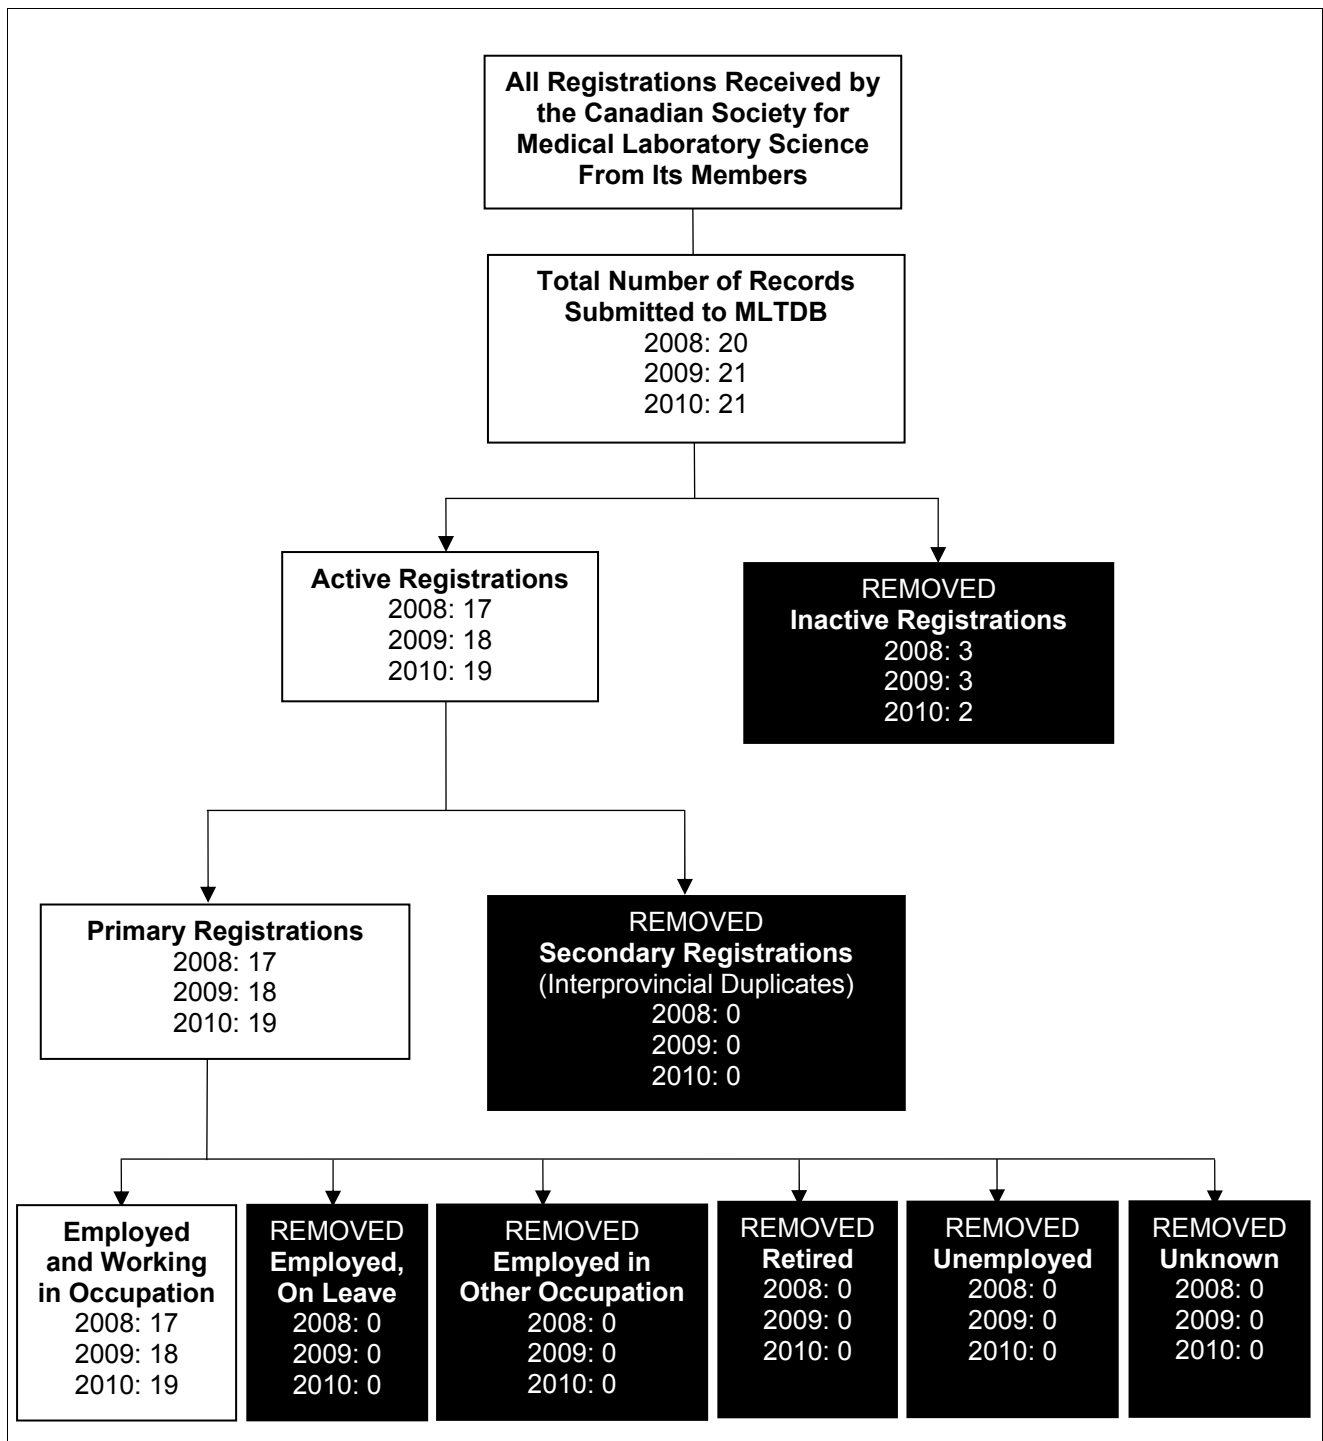 All Registrations Received by
the Canadian Society for
Medical Laboratory Science
From Its Members
Total Number of Records
Submitted to MLTDB
2008: 20
2009: 21
2010: 21
Active Registrations
2008: 17
2009: 18
2010: 19
REMOVED
Inactive Registrations
2008: 3
2009: 3
2010: 2
Primary Registrations
2008: 17
2009: 18
2010: 19
REMOVED
Secondary Registrations
(Interprovincial Duplicates)
2008: 0
2009: 0
2010: 0
Employed
and Working
in Occupation
2008: 17
2009: 18
2010: 19
REMOVED
Employed,
On Leave
2008: 0
2009: 0
2010: 0
REMOVED
Employed in
Other Occupation
2008: 0
2009: 0
2010: 0
REMOVED
Retired
2008: 0
2009: 0
2010: 0
REMOVED
Unemployed
2008: 0
2009: 0
2010: 0
REMOVED
Unknown
2008: 0
2009: 0
2010: 0